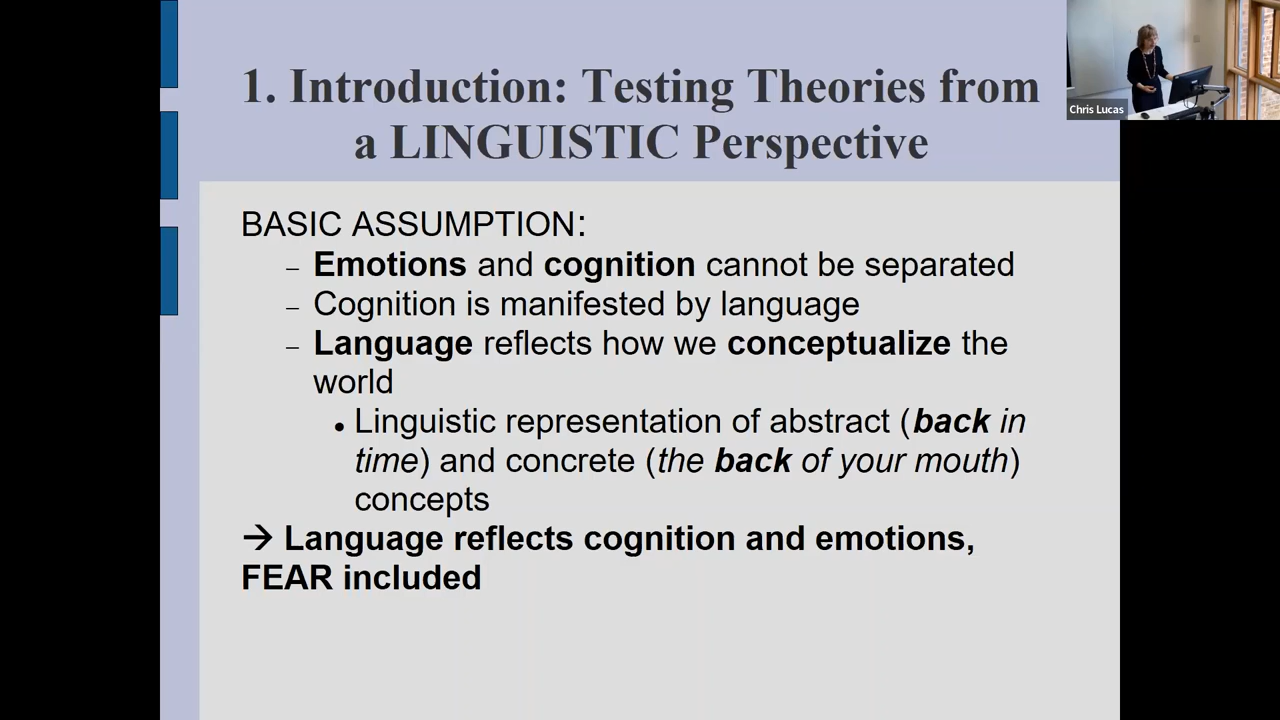 1. Introduction: Testing Theories from
a LINGUISTIC Perspective
Chris Lucas
BASIC ASSUMPTION:
– Emotions and cognition cannot be separated
– Cognition is manifested by language
– Language reflects how we conceptualize the
world
• Linguistic representation of abstract (back in
time) and concrete (the back of your mouth)
concepts
→ Language reflects cognition and emotions,
FEAR included